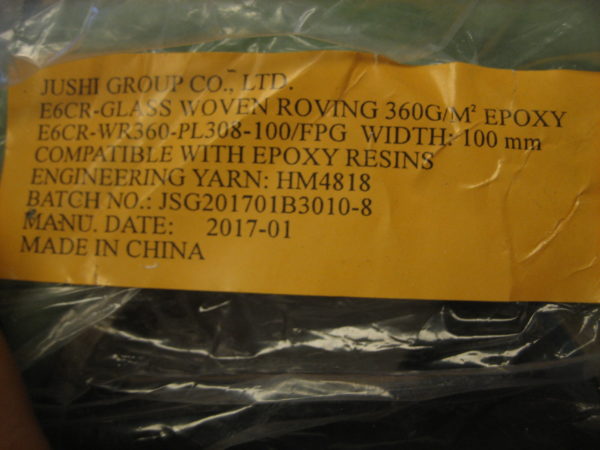 JUSHI GROUP CO., LTD.
E6CR-GLASS WOVEN ROVING 360G/M² EPOXY
E6CR-WR360-PL308-100/FPG WIDTH: 100 mm
COMPATIBLE WITH EPOXY RESINS
ENGINEERING YARN: HM4818
BATCH NO.: JSG201701B3010-8
MANU. DATE: 2017-01
MADE IN CHINA